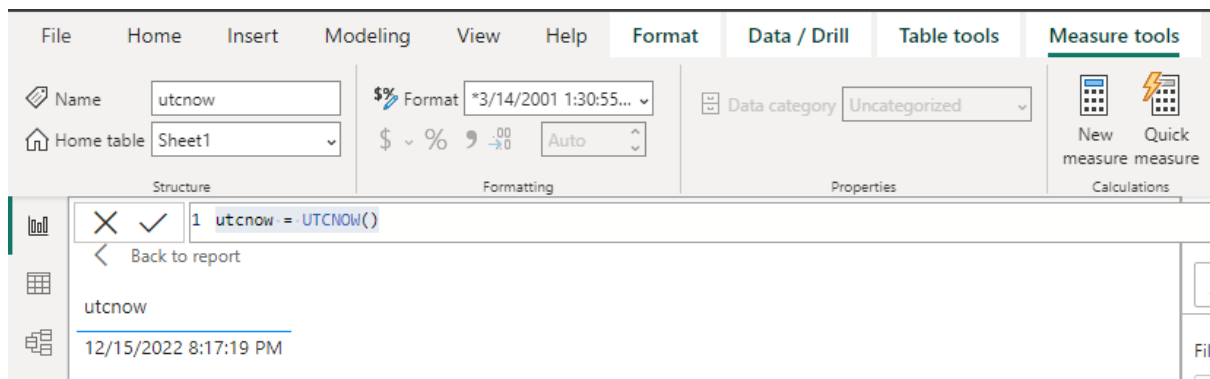 File Home Insert Modeling View Help Format Data / Drill Table tools Measure tools
Name utcnow
Home table Sheet1
Structure
$% Format *3/14/2001 1:30:55...
$ % 9 .00 →0 Auto
Formatting
Data category Uncategorized
Properties
New measure
Quick measure
Calculations
1 utcnow = UTCNOW()
Back to report
utcnow
12/15/2022 8:17:19 PM